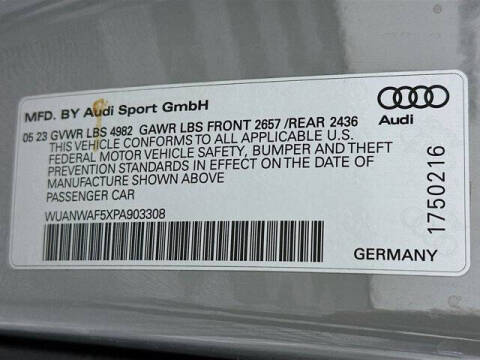 MFD. BY Audi Sport GmbH
05 23 GVWR LBS 4982 GAWR LBS FRONT 2657 /REAR 2436
THIS VEHICLE CONFORMS TO ALL APPLICABLE U.S.
FEDERAL MOTOR VEHICLE SAFETY, BUMPER AND THEFT
PREVENTION STANDARDS IN EFFECT ON THE DATE
OF MANUFACTURE SHOWN ABOVE
PASSENGER CAR
WUANWAF5XPA903308
Audi
1750216
GERMANY